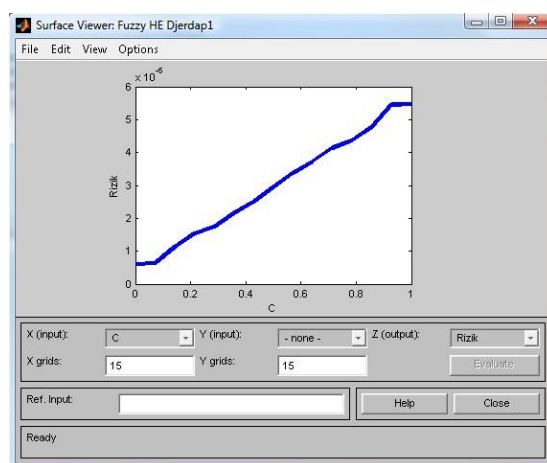 Surface Viewer: Fuzzy HE Djerdap1
File Edit View Options
x 10^-6
6
5
4
3
2
1
0
Rizik
0 0.2 0.4 0.6 0.8 1
C
X (input): C Y (input): - none - Z (output): Rizik
X grids: 15 Y grids: 15 Evaluate
Ref. Input: Help Close
Ready